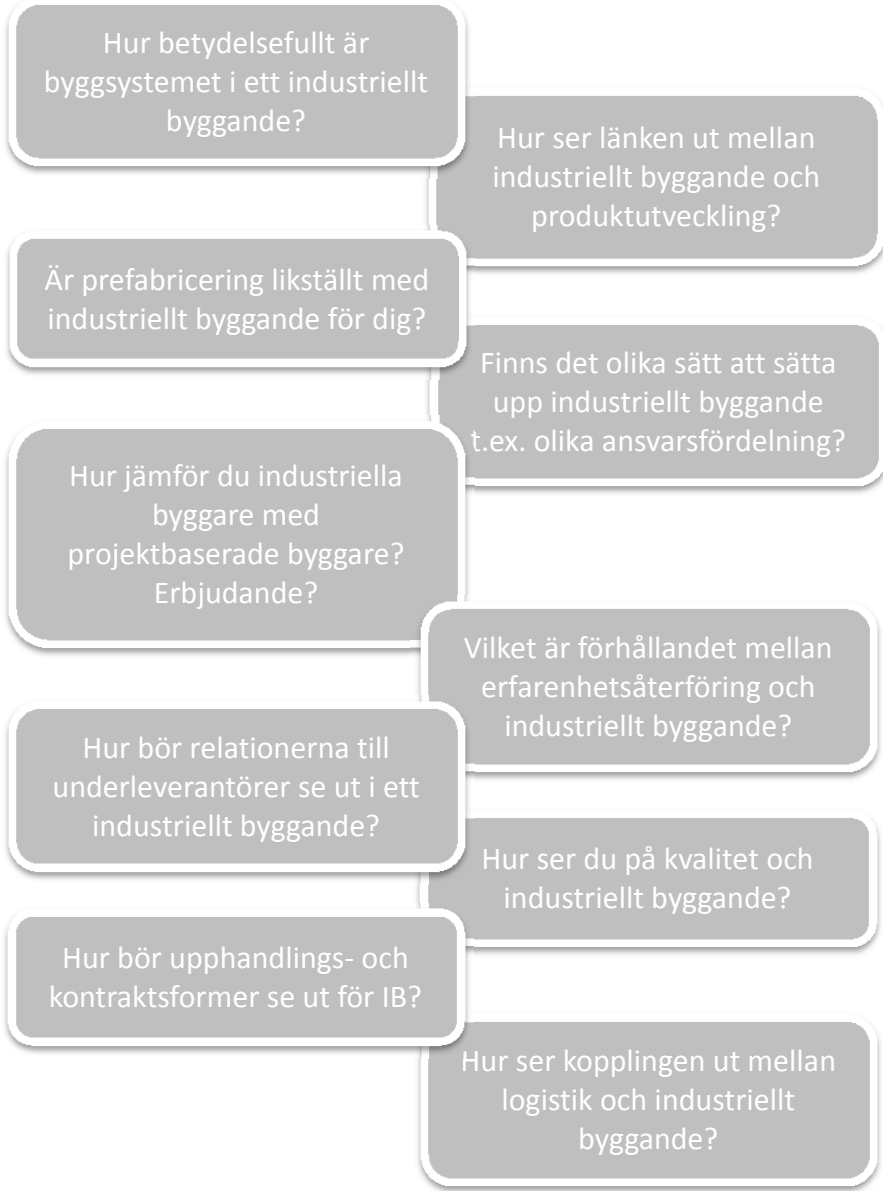 Hur betydelsefullt är
byggsystemet i ett industriellt
byggande?
Hur ser länken ut mellan
industriellt byggande och
produktutveckling?
Är prefabricering likställt med
industriellt byggande för dig?
Finns det olika sätt att sätta
upp industriellt byggande
t.ex. olika ansvarsfördelning?
Hur jämför du industriella
byggare med
projektbaserade byggare?
Erbjudande?
Vilket är förhållandet mellan
erfarenhetsåterföring och
industriellt byggande?
Hur bör relationerna till
underleverantörer se ut i ett
industriellt byggande?
Hur ser du på kvalitet och
industriellt byggande?
Hur bör upphandlings- och
kontraktsformer se ut för IB?
Hur ser kopplingen ut mellan
logistik och industriellt
byggande?